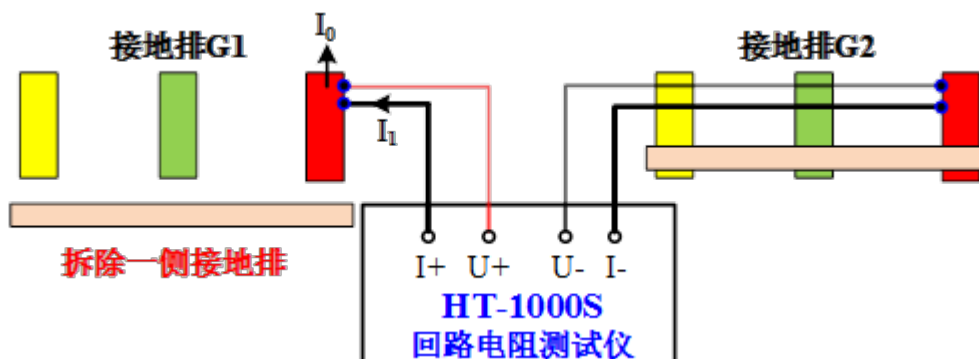 I0
接地排G1
接地排G2
I1
拆除一侧接地排
I+ U+ U- I-
HT-1000S
回路电阻测试仪